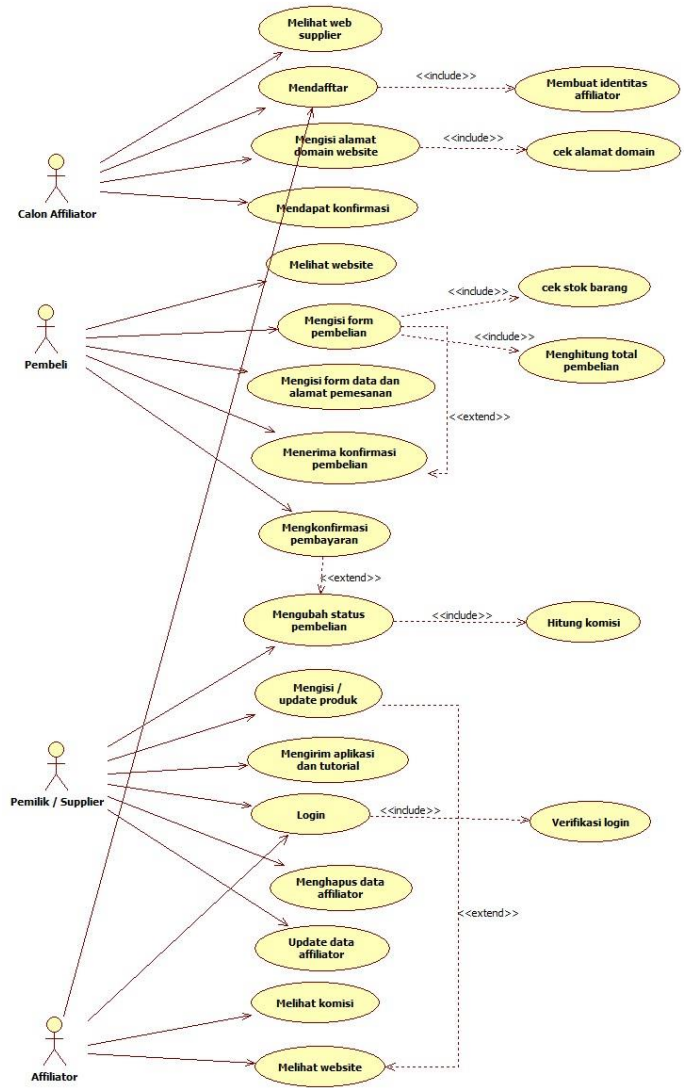 Melihat web
supplier
Mendafftar
<<include>>
Membuat identitas
affiliator
Mengisi alamat
domain website
<<include>>
cek alamat domain
Calon Affiliator
Mendapat konfirmasi
Melihat website
<<include>>
cek stok barang
Mengisi form
pembelian
<<include>>
Menghitung total
pembelian
Pembeli
Mengisi form data dan
alamat pemesanan
<<extend>>
Menerima konfirmasi
pembelian
Mengkonfirmasi
pembayaran
<<extend>>
Mengubah status
pembelian
<<include>>
Hitung komisi
Mengisi /
update produk
Mengirim aplikasi
dan tutorial
Pemilik / Supplier
Login
<<include>>
Verifikasi login
Menghapus data
affiliator
<<extend>>
Update data
affiliator
Melihat komisi
Affiliator
Melihat website